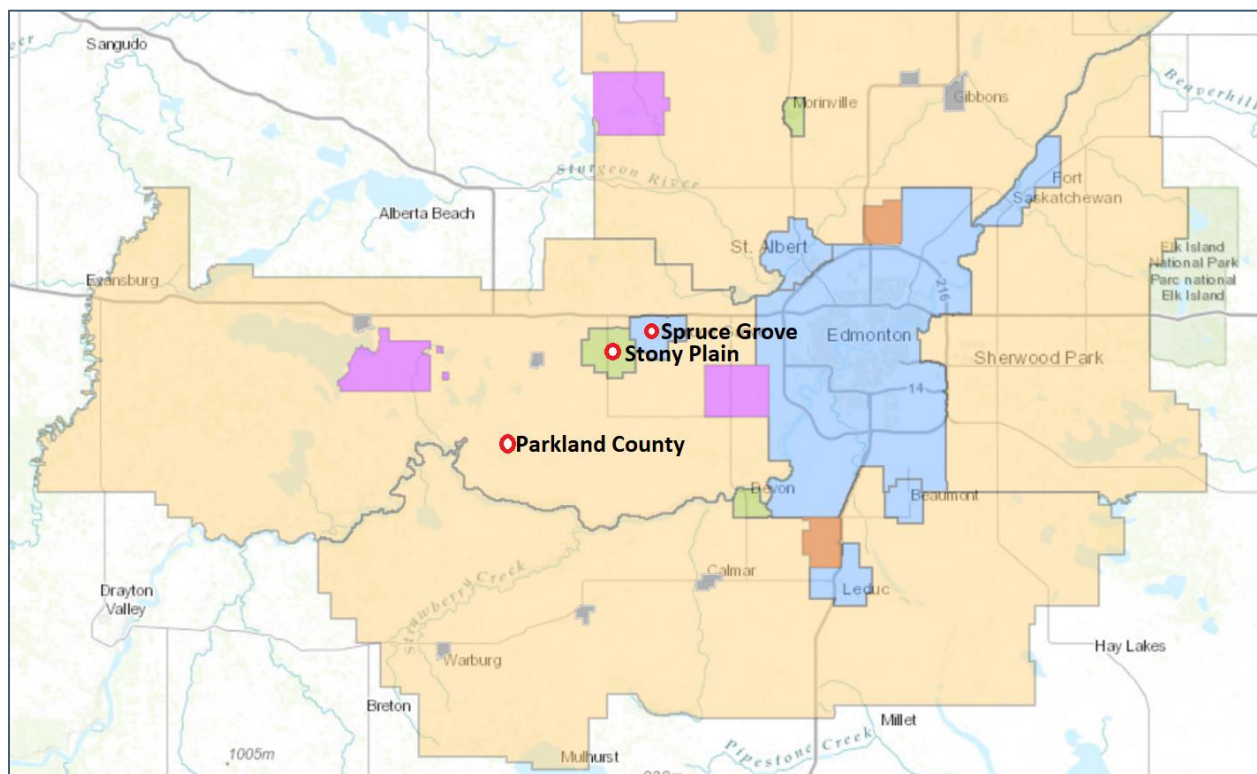 Sangudo
River
Beaverhill
Morinville
Gibbons
Sturgeon River
Fort
Saskatchewan
Alberta Beach
St. Albert
Elk Island
National Park
Parc national
Elk Island
Evansburg
216
Spruce Grove
Edmonton
Stony Plain
Sherwood Park
14
Parkland County
Devon
Beaumont
Calmar
Drayton
Valley
Leduc
Strawberry Creek
Hay Lakes
Warburg
Breton
Millet
1005m
Mulhurst
Pipestone Creek